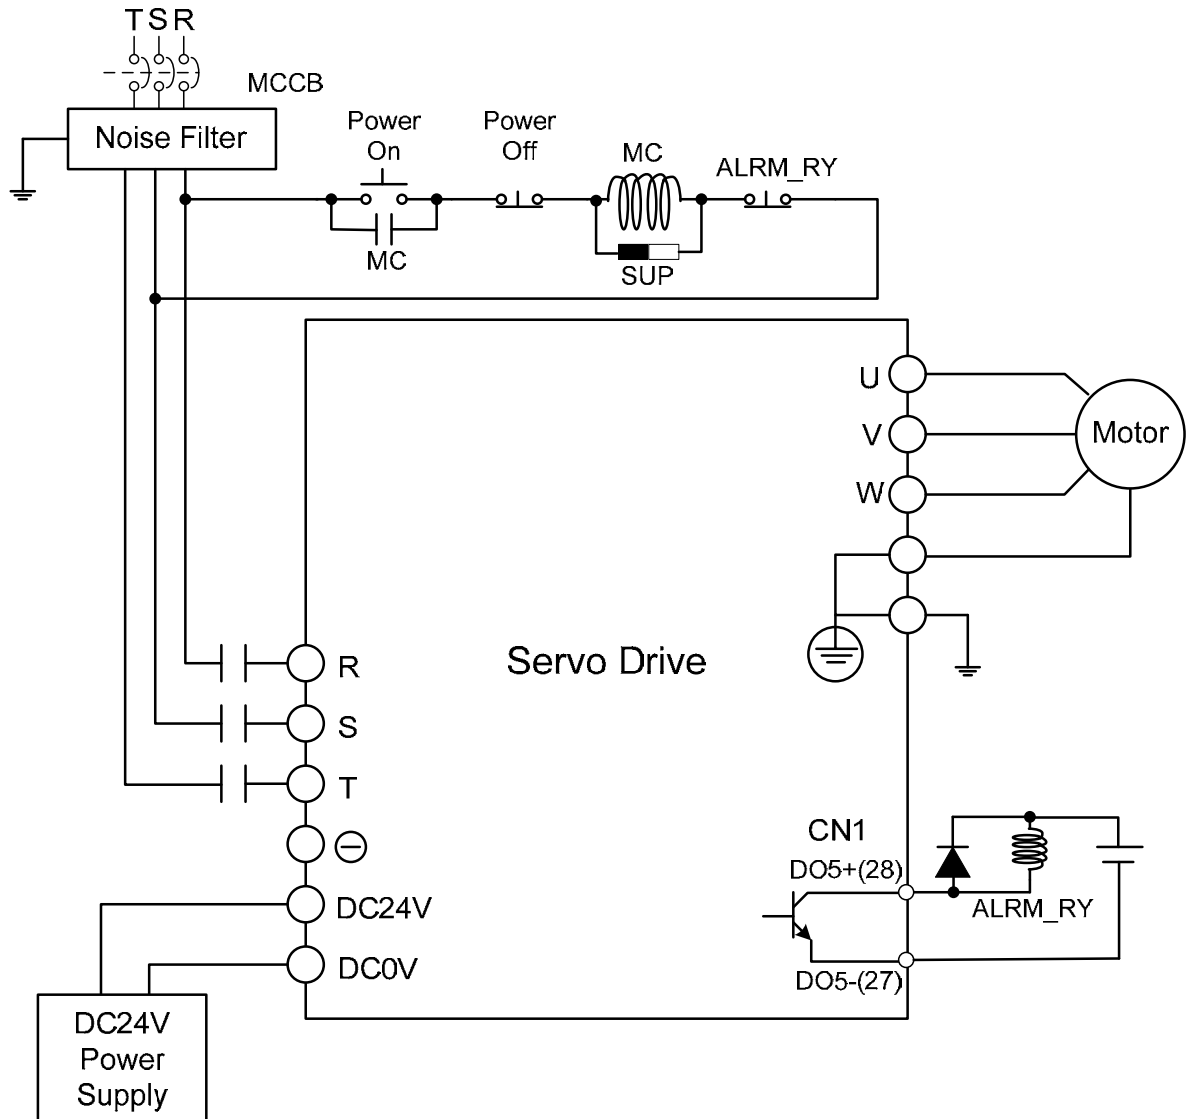 T S R
MCCB
Noise Filter
Power
On
Power
Off
MC
ALRM_RY
MC
SUP
U
V
Motor
W
Servo Drive
R
S
T
CN1
DO5+(28)
DC24V
ALRM_RY
DC0V
DO5-(27)
DC24V
Power
Supply